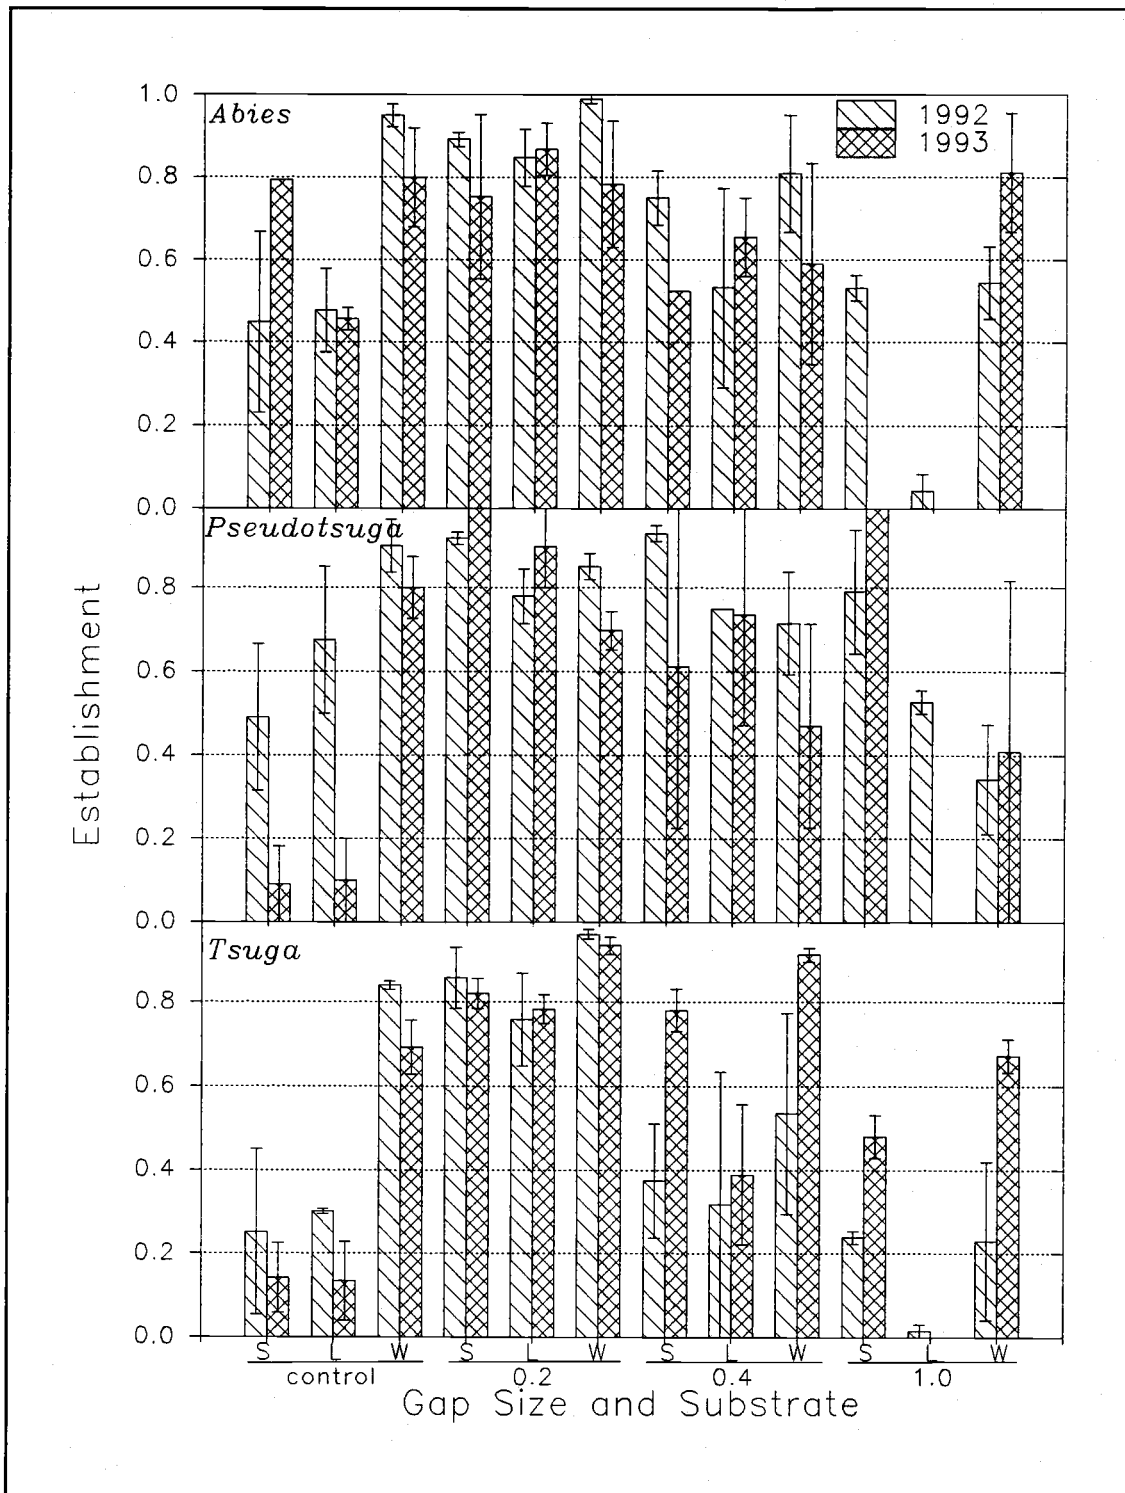 Abies
1992
1993
1.0
0.8
0.6
0.4
0.2
0.0
Pseudotsuga
0.8
0.6
0.4
0.2
0.0
Tsuga
0.8
0.6
0.4
0.2
0.0
Establishment
S L W S L W S L W S L W
control 0.2 0.4 1.0
Gap Size and Substrate